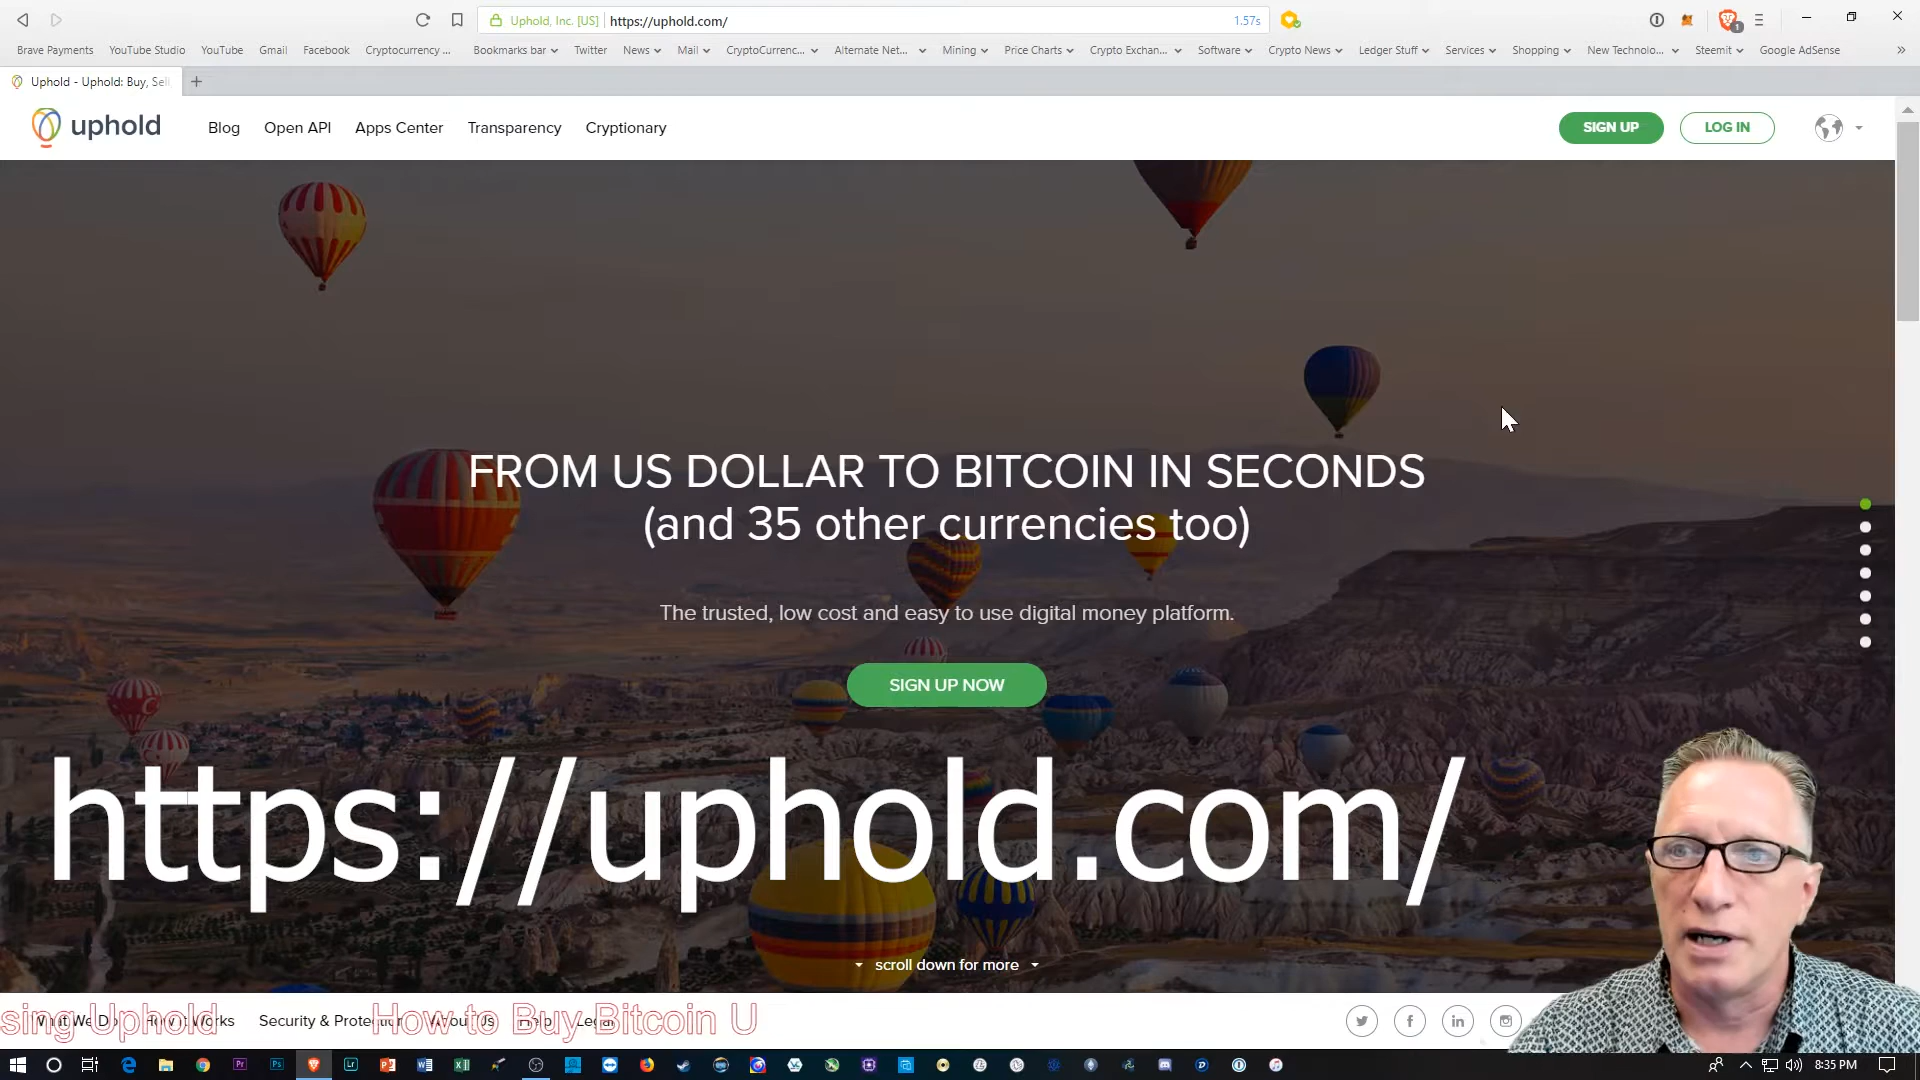 Uphold, Inc. [US] https://uphold.com/ 1.57s
Brave Payments YouTube Studio YouTube Gmail Facebook Cryptocurrency ... Bookmarks bar Twitter News Mail CryptoCurrenc... Alternate Net... Mining Price Charts Crypto Exchan... Software Crypto News Ledger Stuff Services Shopping New Technolo... Steemit Google AdSense
Uphold - Uphold: Buy, Sell
uphold Blog Open API Apps Center Transparency Cryptionary SIGN UP LOG IN
FROM US DOLLAR TO BITCOIN IN SECONDS
(and 35 other currencies too)
The trusted, low cost and easy to use digital money platform.
SIGN UP NOW
https://uphold.com/
scroll down for more
What We Do How it Works Security & Protection About Us Help Legal
sing Uphold How to Buy Bitcoin U
8:35 PM